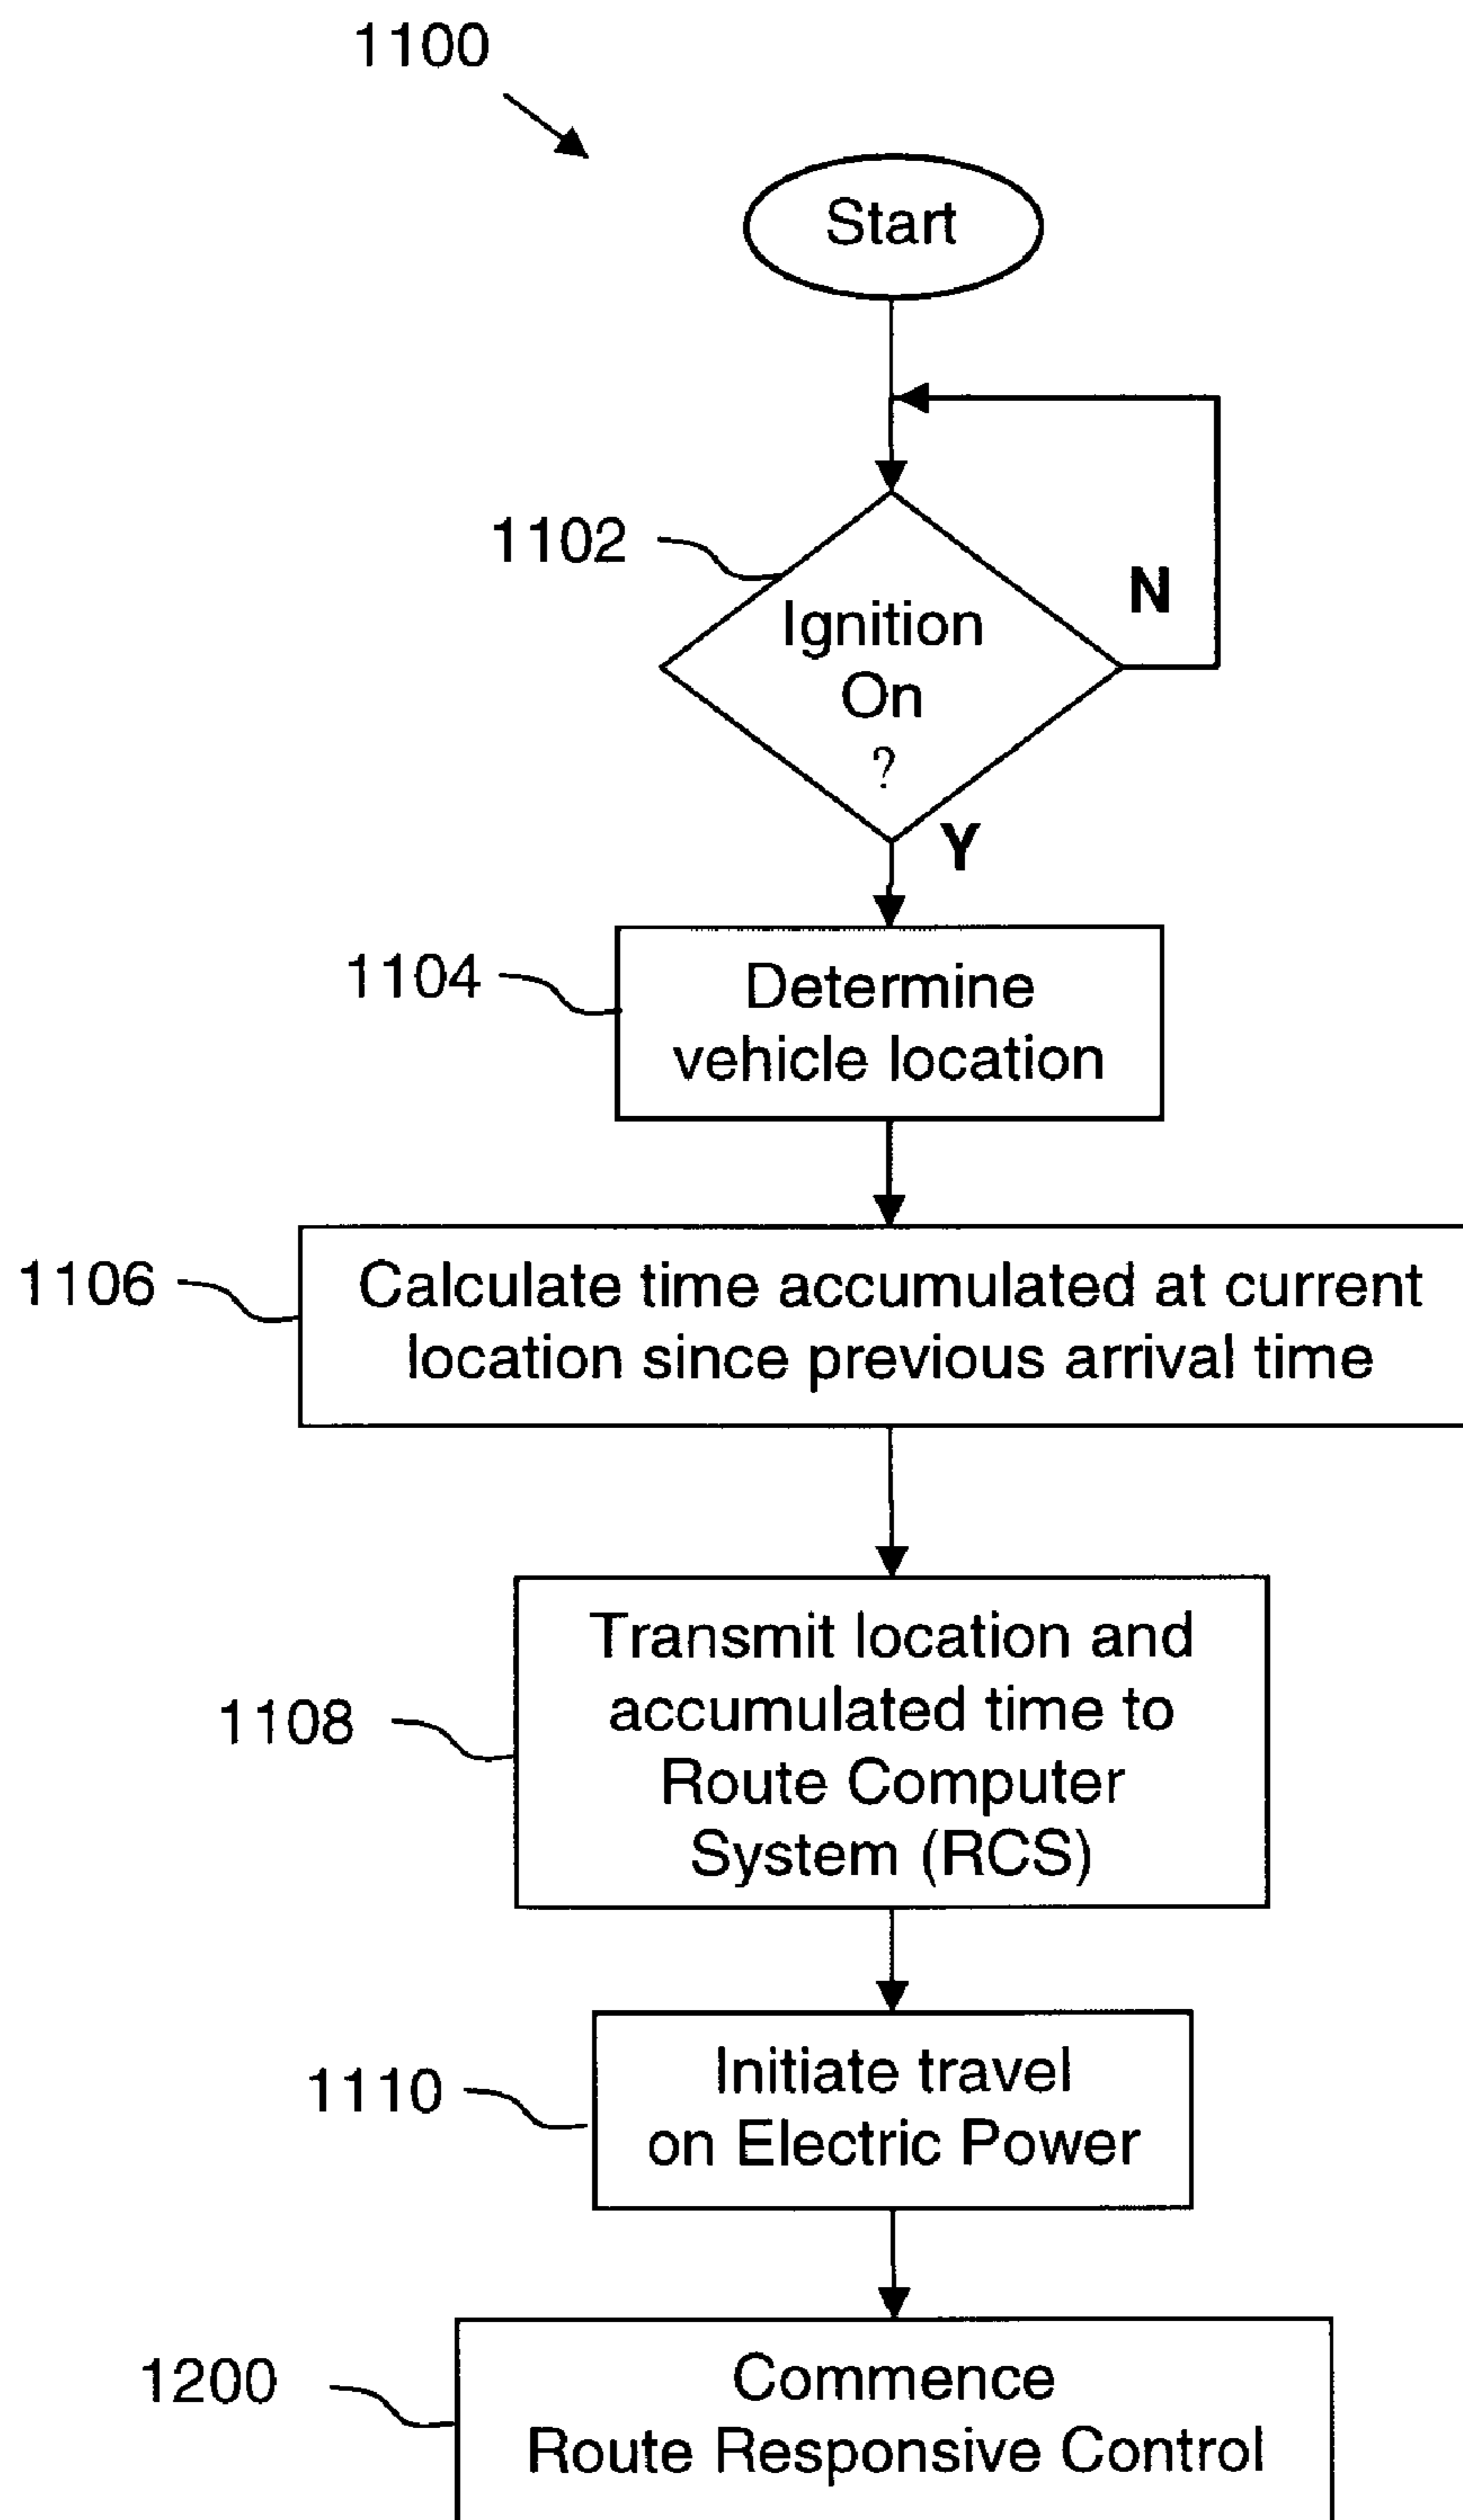 1100
Start
1102
Ignition
On
?
N
Y
1104
Determine
vehicle location
1106
Calculate time accumulated at current
location since previous arrival time
1108
Transmit location and
accumulated time to
Route Computer
System (RCS)
1110
Initiate travel
on Electric Power
1200
Commence
Route Responsive Control